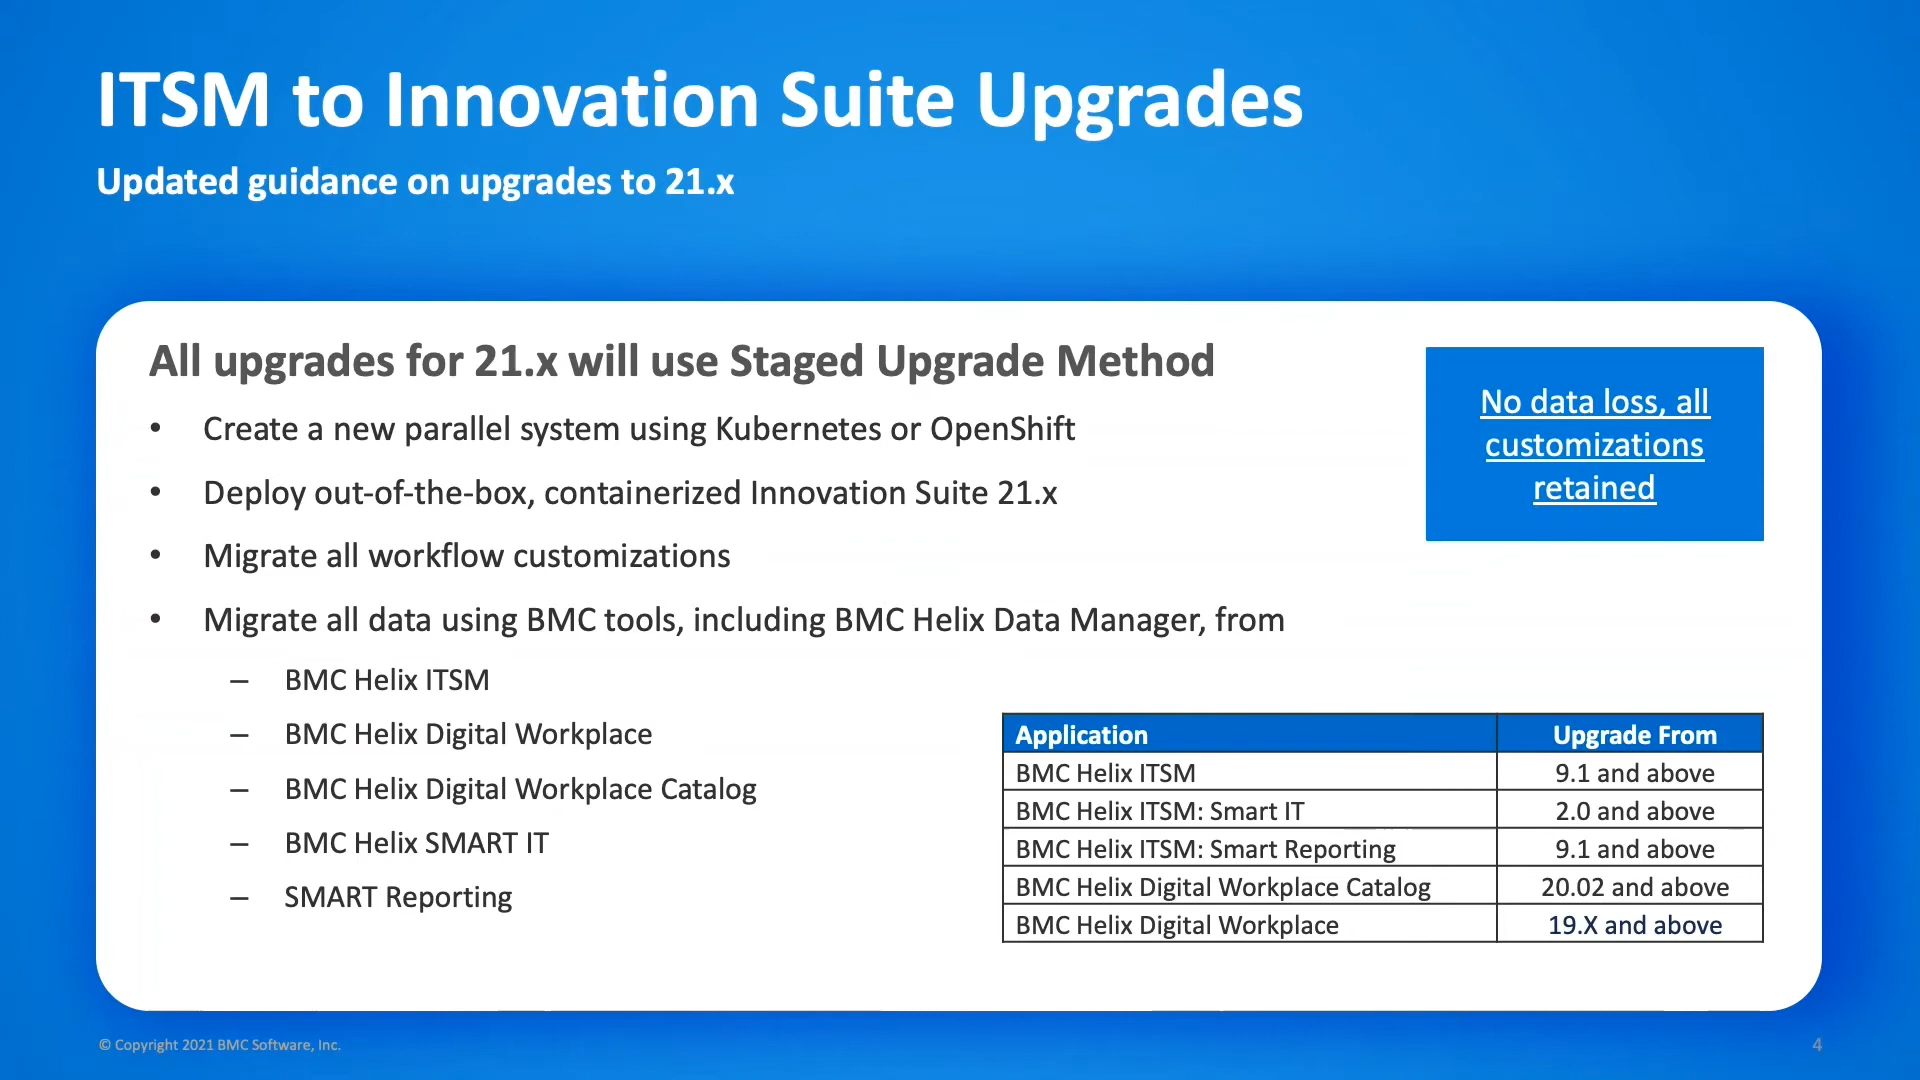 ITSM to Innovation Suite Upgrades
Updated guidance on upgrades to 21.x
All upgrades for 21.x will use Staged Upgrade Method
• Create a new parallel system using Kubernetes or OpenShift
• Deploy out-of-the-box, containerized Innovation Suite 21.x
• Migrate all workflow customizations
• Migrate all data using BMC tools, including BMC Helix Data Manager, from
– BMC Helix ITSM
– BMC Helix Digital Workplace
– BMC Helix Digital Workplace Catalog
– BMC Helix SMART IT
– SMART Reporting
No data loss, all
customizations
retained
Application Upgrade From
BMC Helix ITSM 9.1 and above
BMC Helix ITSM: Smart IT 2.0 and above
BMC Helix ITSM: Smart Reporting 9.1 and above
BMC Helix Digital Workplace Catalog 20.02 and above
BMC Helix Digital Workplace 19.X and above
© Copyright 2021 BMC Software, Inc.
4